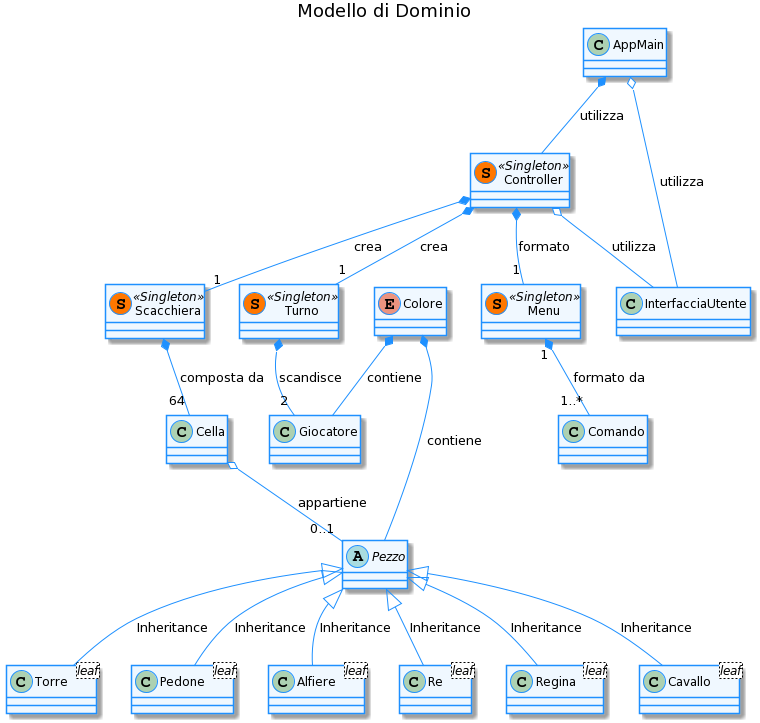 Modello di Dominio
C AppMain
utilizza
utilizza
S «Singleton»
Controller
crea
crea
formato
utilizza
1
1
1
S «Singleton»
Scacchiera
S «Singleton»
Turno
E Colore
S «Singleton»
Menu
C InterfacciaUtente
1
composta da
scandisce
contiene
formato da
64
2
1..*
C Cella
C Giocatore
C Comando
contiene
appartiene
0..1
A Pezzo
Inheritance
Inheritance
Inheritance
Inheritance
Inheritance
Inheritance
C Torre leaf
C Pedone leaf
C Alfiere leaf
C Re leaf
C Regina leaf
C Cavallo leaf